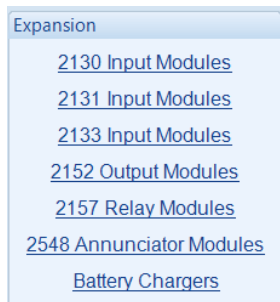 Expansion
2130 Input Modules
2131 Input Modules
2133 Input Modules
2152 Output Modules
2157 Relay Modules
2548 Annunciator Modules
Battery Chargers